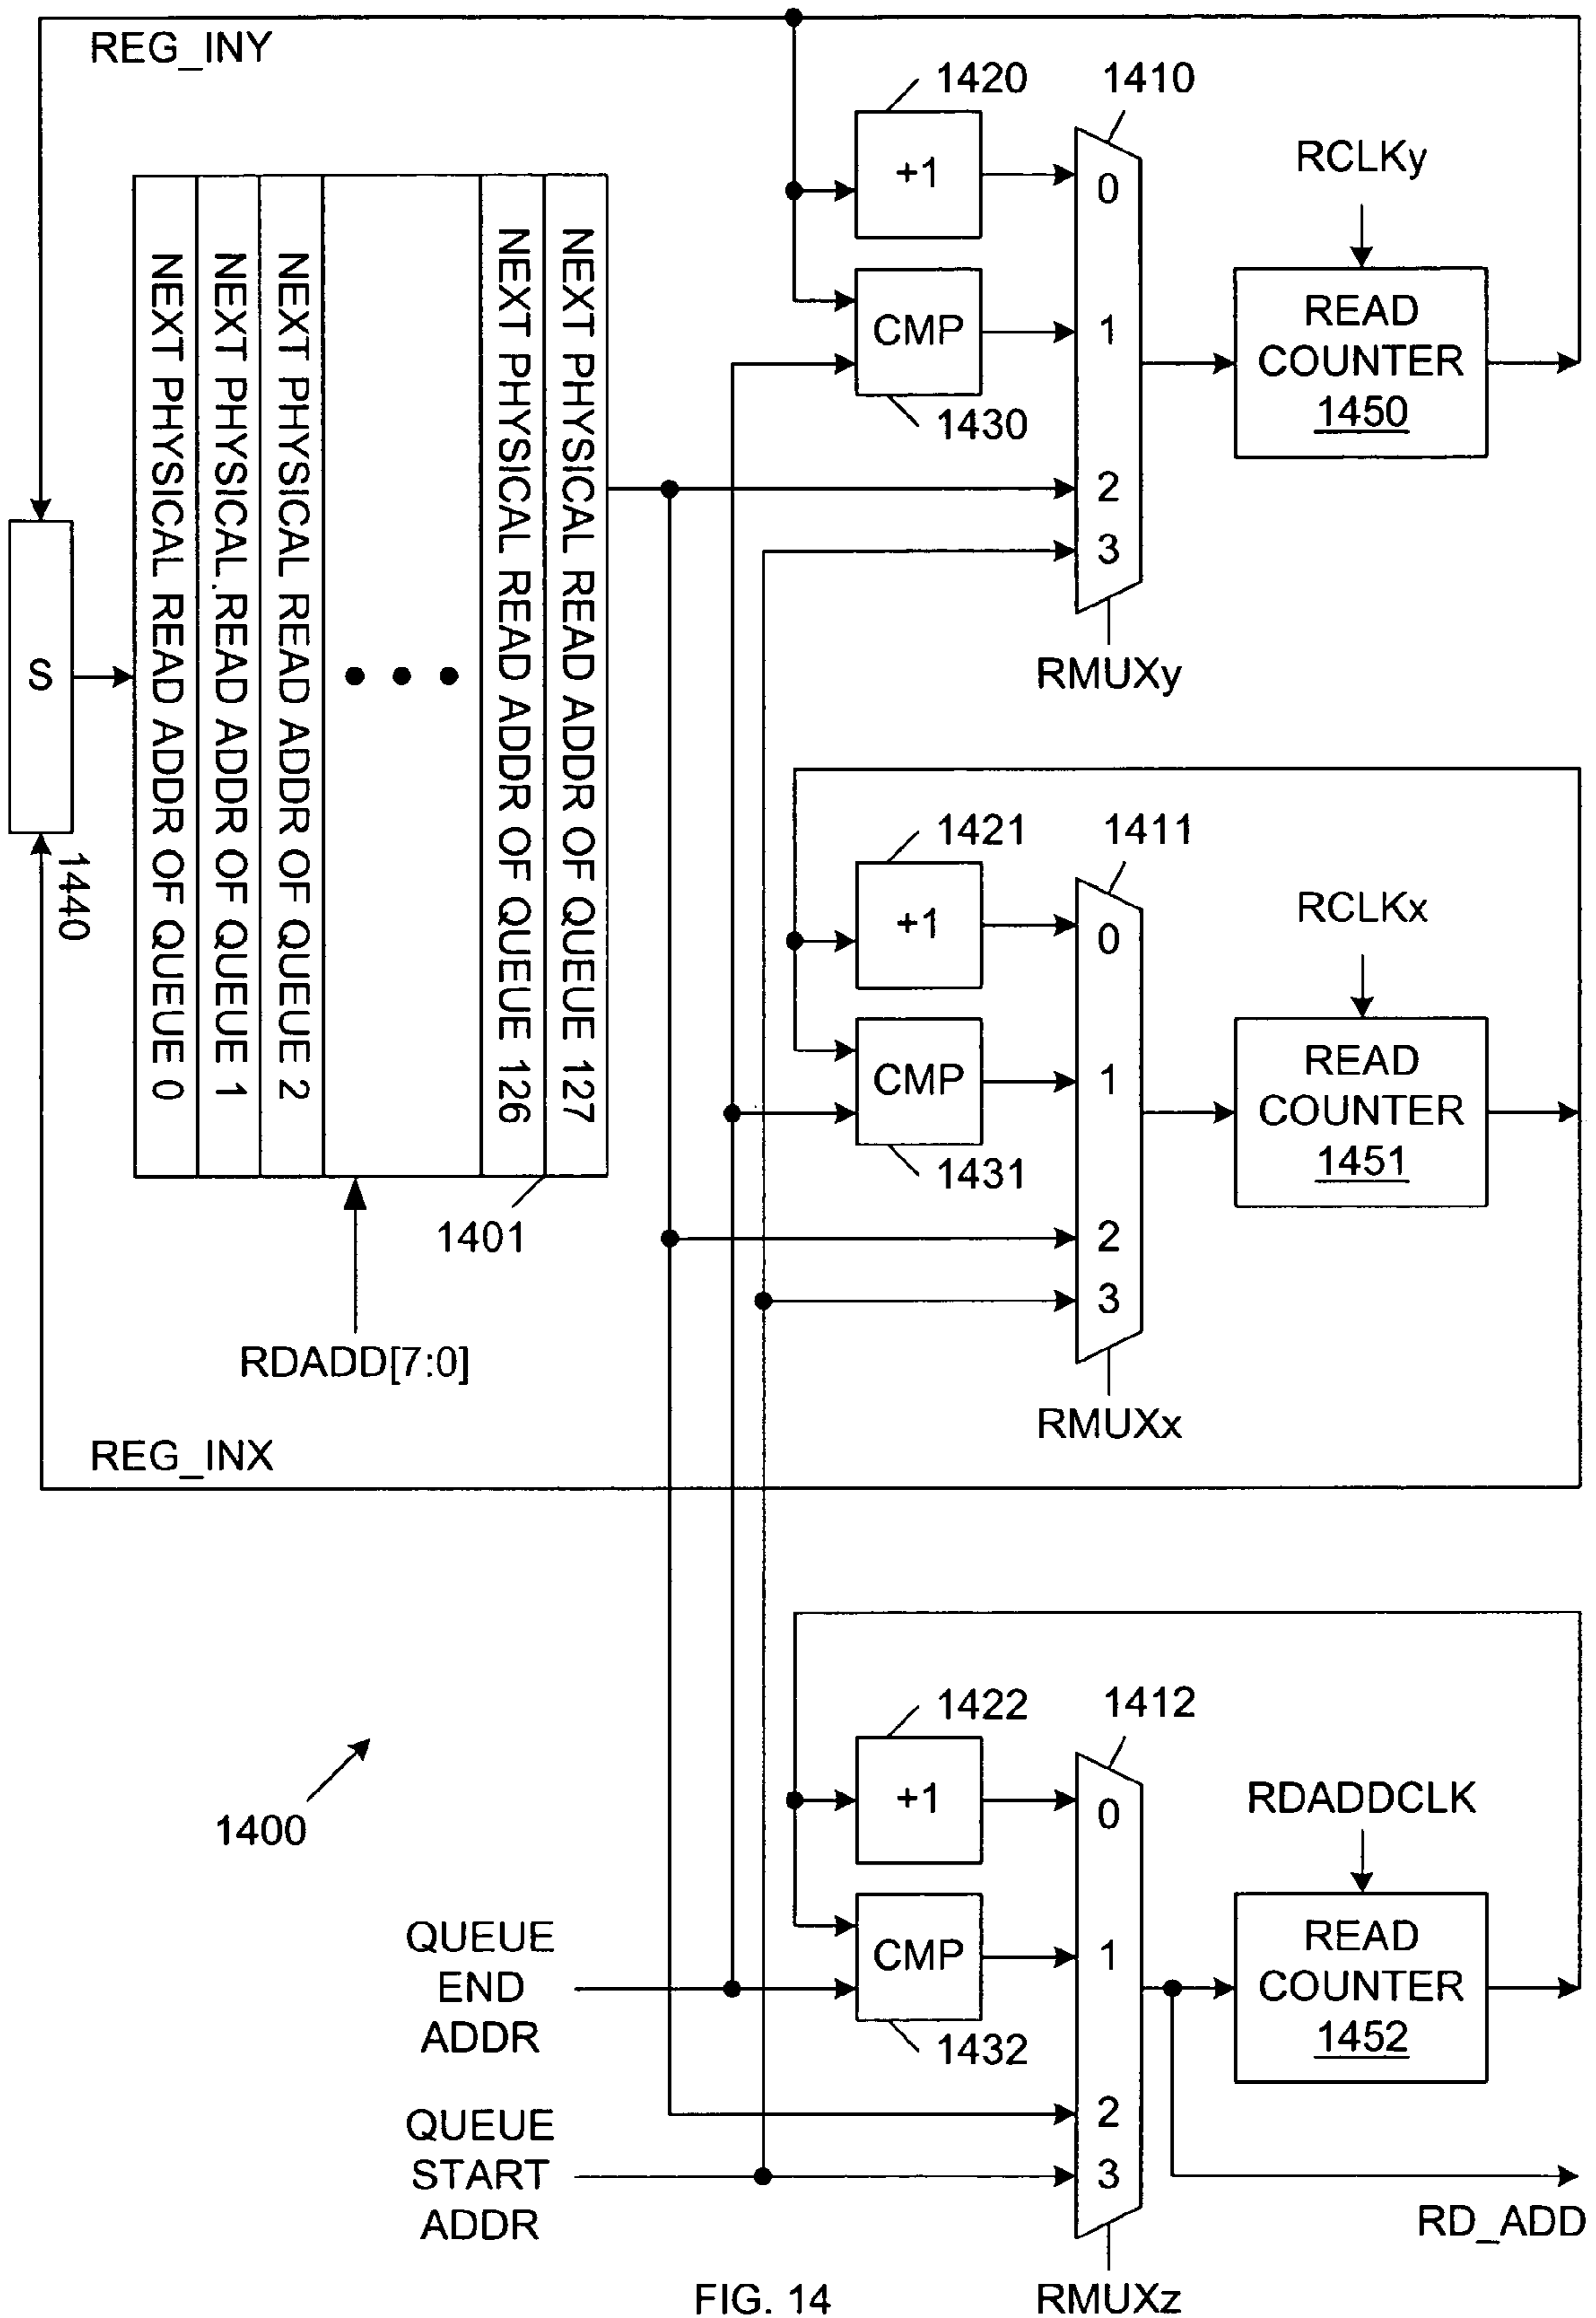 REG_INY
1420
1410
RCLKy
+1
0
CMP
1
READ
COUNTER
1450
1430
2
3
RMUXy
S
1440
NEXT PHYSICAL READ ADDR OF QUEUE 0
NEXT PHYSICAL READ ADDR OF QUEUE 1
NEXT PHYSICAL READ ADDR OF QUEUE 2
NEXT PHYSICAL READ ADDR OF QUEUE 126
NEXT PHYSICAL READ ADDR OF QUEUE 127
1401
RDADD[7:0]
REG_INX
1421
1411
RCLKx
+1
0
CMP
1
READ
COUNTER
1451
1431
2
3
RMUXx
1422
1412
RDADDCLK
+1
0
1400
QUEUE
END
ADDR
CMP
1
READ
COUNTER
1452
1432
QUEUE
START
ADDR
2
3
RD_ADD
RMUXz
FIG. 14